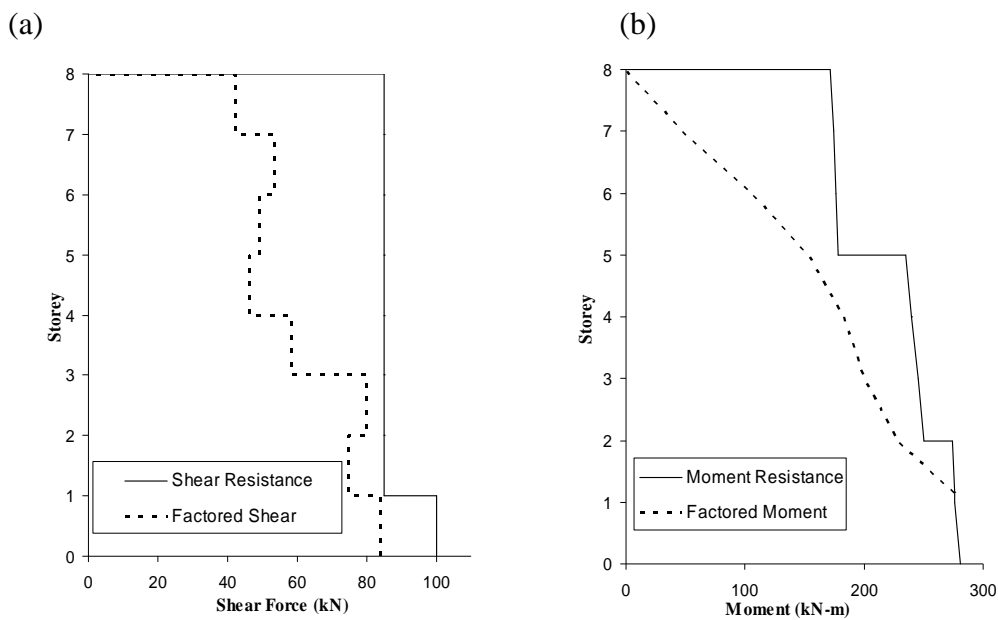 (a)
8
7
6
5
4
3
2
1
0
Storey
Shear Resistance
Factored Shear
0 20 40 60 80 100
Shear Force (kN)
(b)
8
7
6
5
4
3
2
1
0
Storey
Moment Resistance
Factored Moment
0 100 200 300
Moment (kN-m)